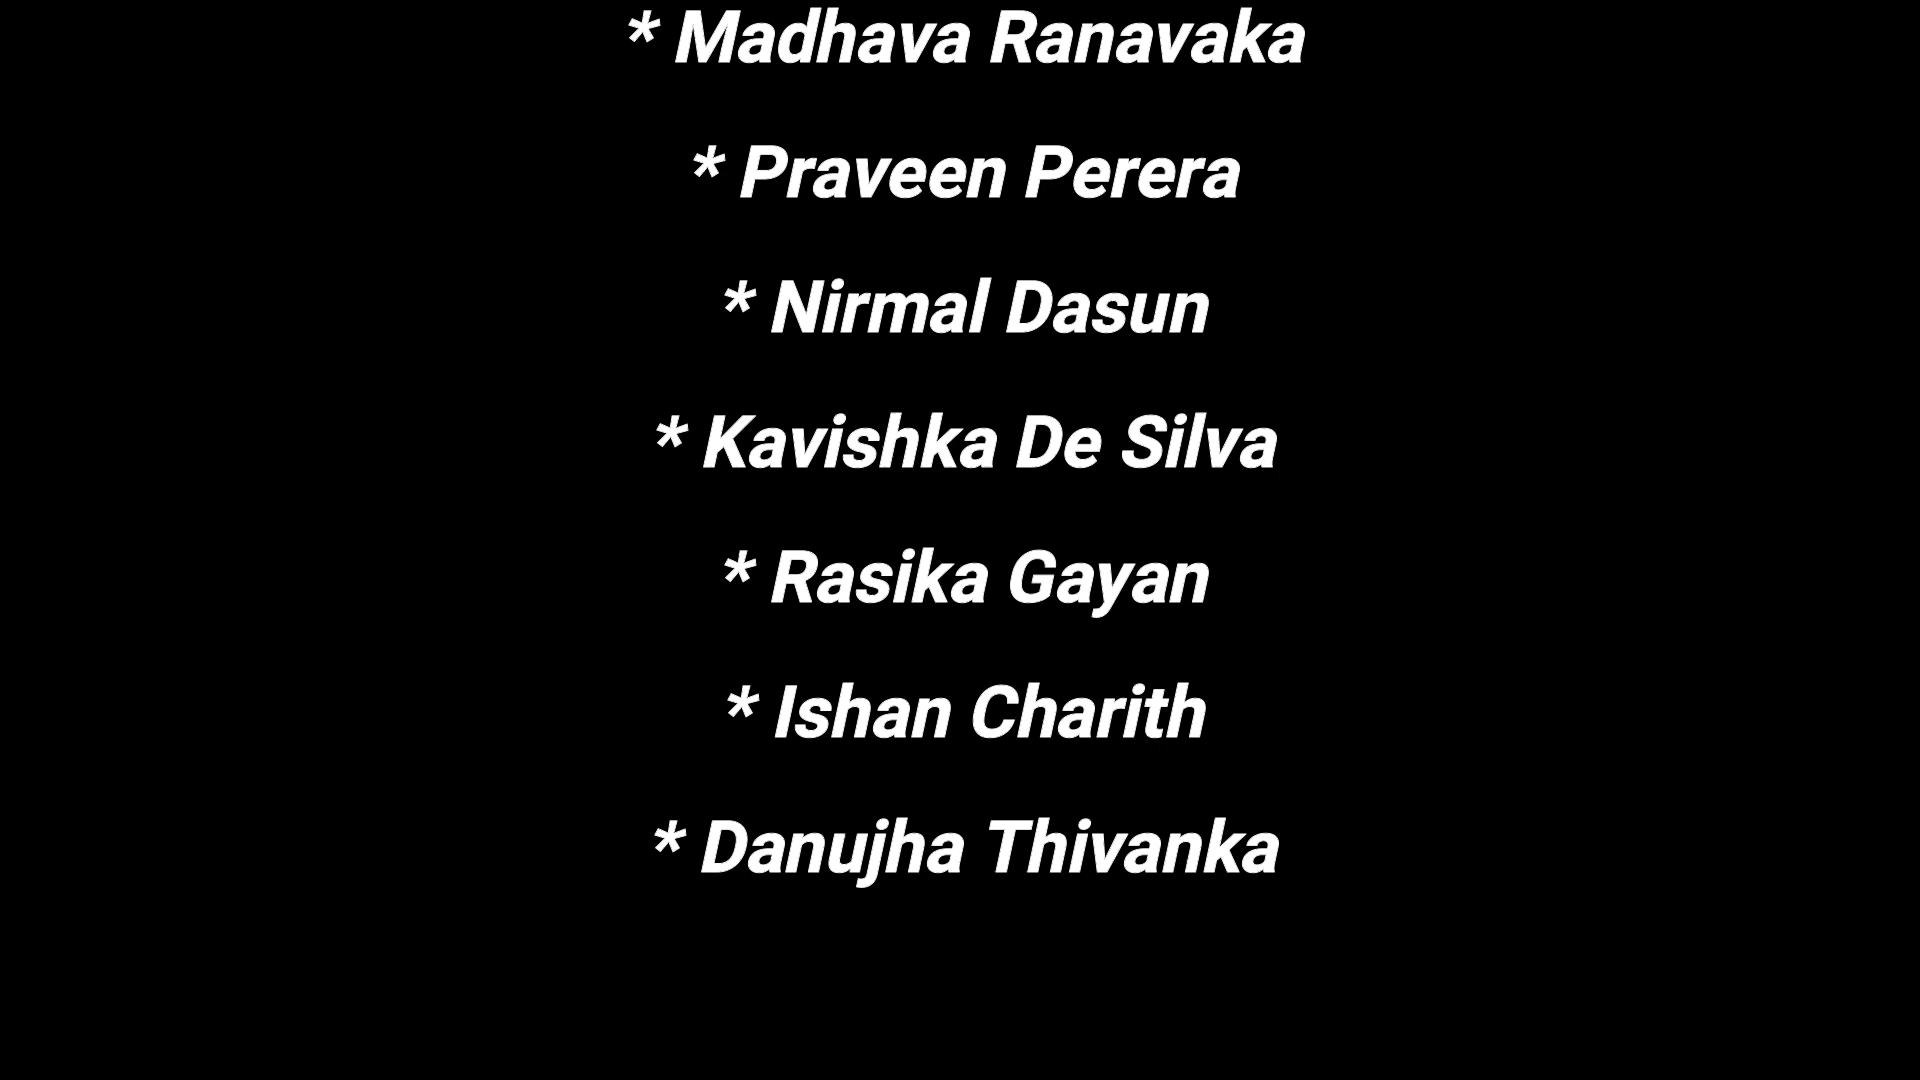 * Madhava Ranavaka
* Praveen Perera
* Nirmal Dasun
* Kavishka De Silva
* Rasika Gayan
* Ishan Charith
* Danujha Thivanka